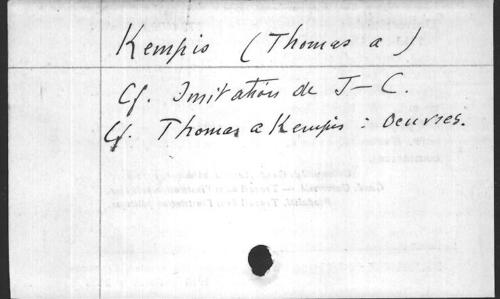 Kempis (Thomas a)
Cf. Imitation de J-C.
Cf. Thomas a Kempis : Oeuvres.